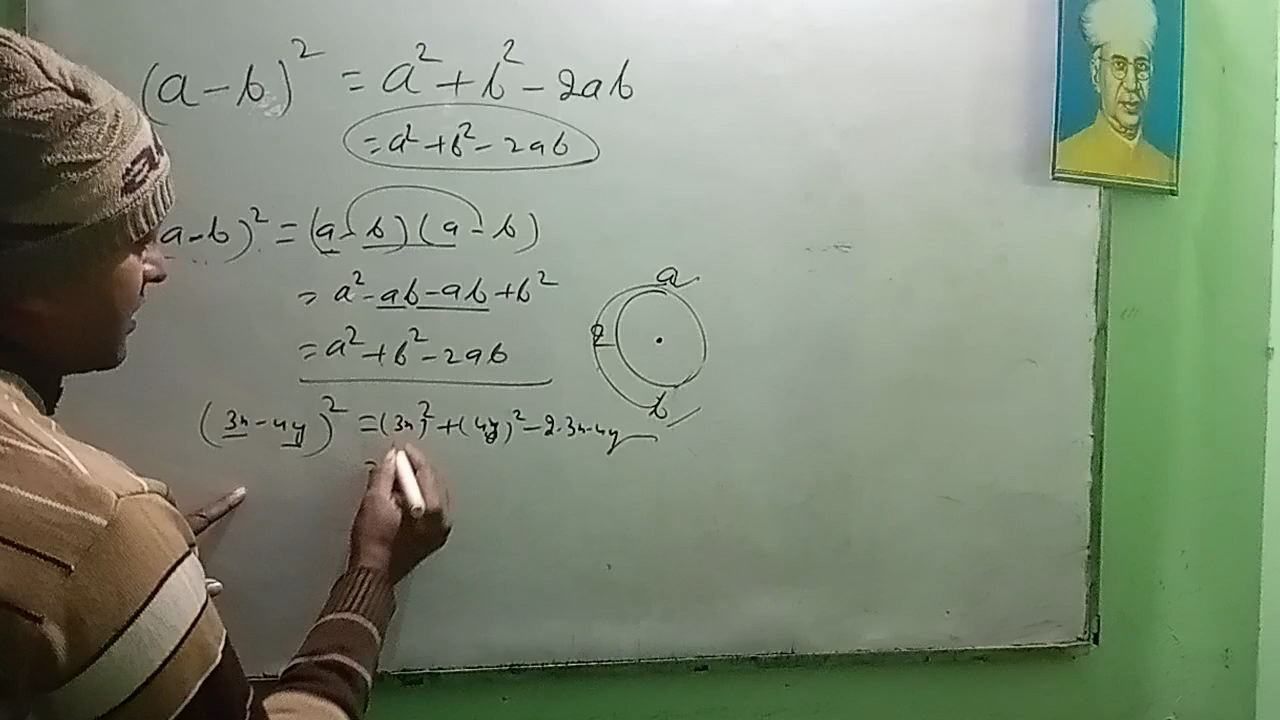 (a-b)² = a²+b²-2ab
= a²+b²-2ab
a-b)² = (a-b)(a-b)
= a²-ab-ab+b²
= a²+b²-2ab
a
2
b
(3x-4y)² = (3x)²+(4y)²-2.3x.4y
=